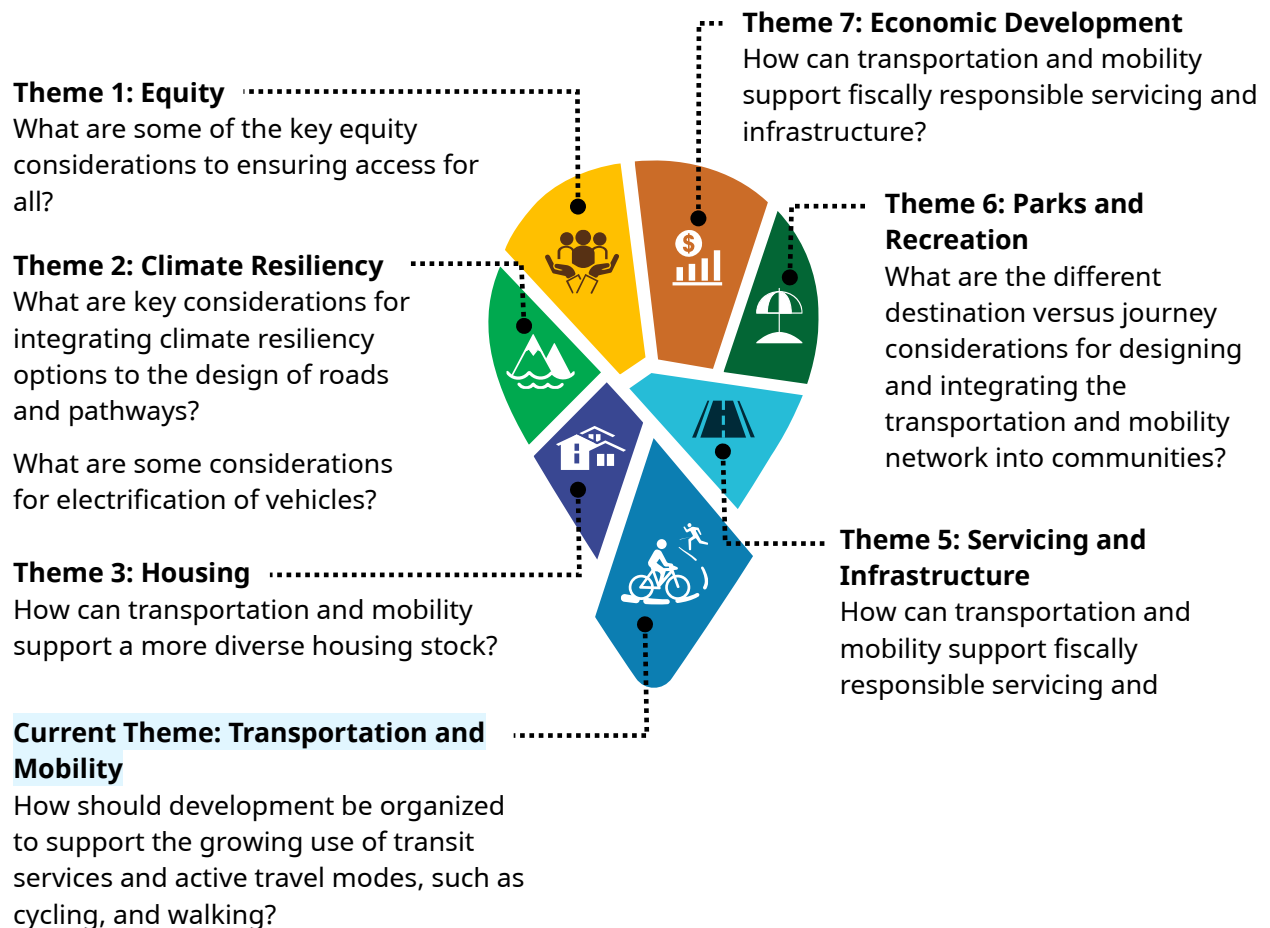 Theme 7: Economic Development
How can transportation and mobility
support fiscally responsible servicing and
infrastructure?
Theme 1: Equity
What are some of the key equity
considerations to ensuring access for
all?
Theme 6: Parks and
Recreation
What are the different
destination versus journey
considerations for designing
and integrating the
transportation and mobility
network into communities?
Theme 2: Climate Resiliency
What are key considerations for
integrating climate resiliency
options to the design of roads
and pathways?
What are some considerations
for electrification of vehicles?
$
Theme 5: Servicing and
Infrastructure
How can transportation and
mobility support fiscally
responsible servicing and
Theme 3: Housing
How can transportation and mobility
support a more diverse housing stock?
Current Theme: Transportation and
Mobility
How should development be organized
to support the growing use of transit
services and active travel modes, such as
cycling, and walking?